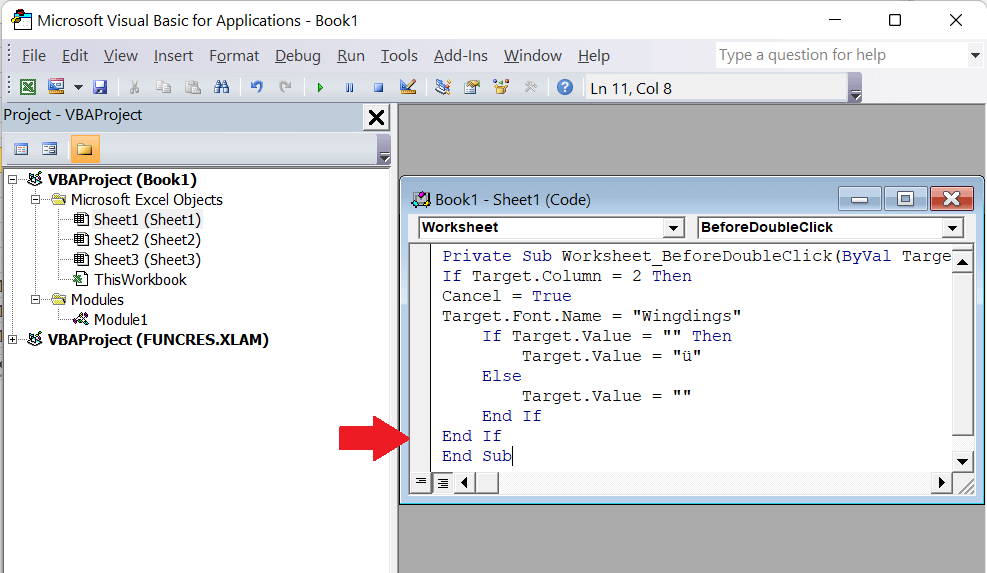 Microsoft Visual Basic for Applications - Book1
File Edit View Insert Format Debug Run Tools Add-Ins Window Help Type a question for help
Ln 11, Col 8
Project - VBAProject
VBAProject (Book1)
Microsoft Excel Objects
Sheet1 (Sheet1)
Sheet2 (Sheet2)
Sheet3 (Sheet3)
ThisWorkbook
Modules
Module1
VBAProject (FUNCRES.XLAM)
Book1 - Sheet1 (Code)
Worksheet BeforeDoubleClick
Private Sub Worksheet_BeforeDoubleClick(ByVal Targe
If Target.Column = 2 Then
Cancel = True
Target.Font.Name = "Wingdings"
If Target.Value = "" Then
Target.Value = "ü"
Else
Target.Value = ""
End If
End If
End Sub